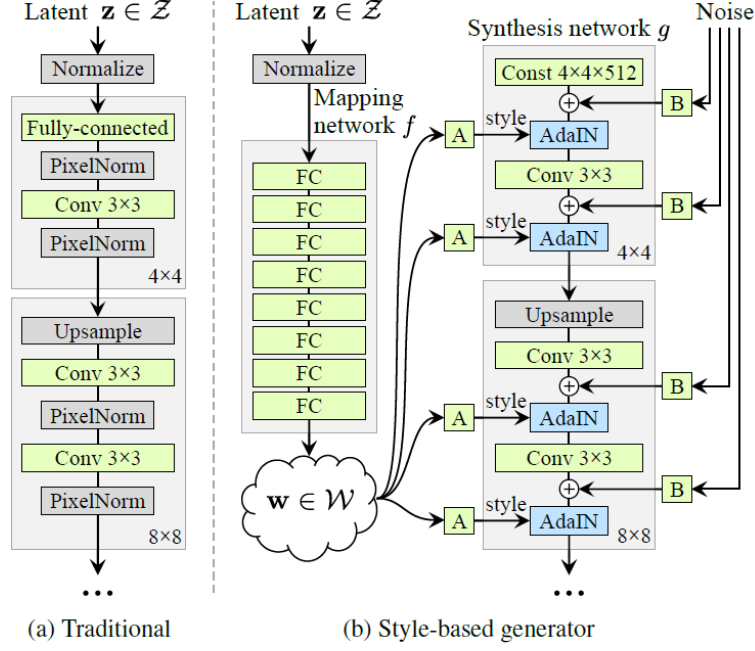 Latent z ∈ 𝒵
Normalize
Fully-connected
PixelNorm
Conv 3×3
PixelNorm
4×4
Upsample
Conv 3×3
PixelNorm
Conv 3×3
PixelNorm
8×8
...
(a) Traditional
Latent z ∈ 𝒵
Normalize
Mapping
network f
FC
FC
FC
FC
FC
FC
FC
FC
w ∈ 𝒲
A
style
A
style
A
style
A
style
Synthesis network g
Noise
Const 4×4×512
+
B
AdaIN
Conv 3×3
+
B
AdaIN
4×4
Upsample
Conv 3×3
+
B
AdaIN
Conv 3×3
+
B
AdaIN
8×8
...
(b) Style-based generator